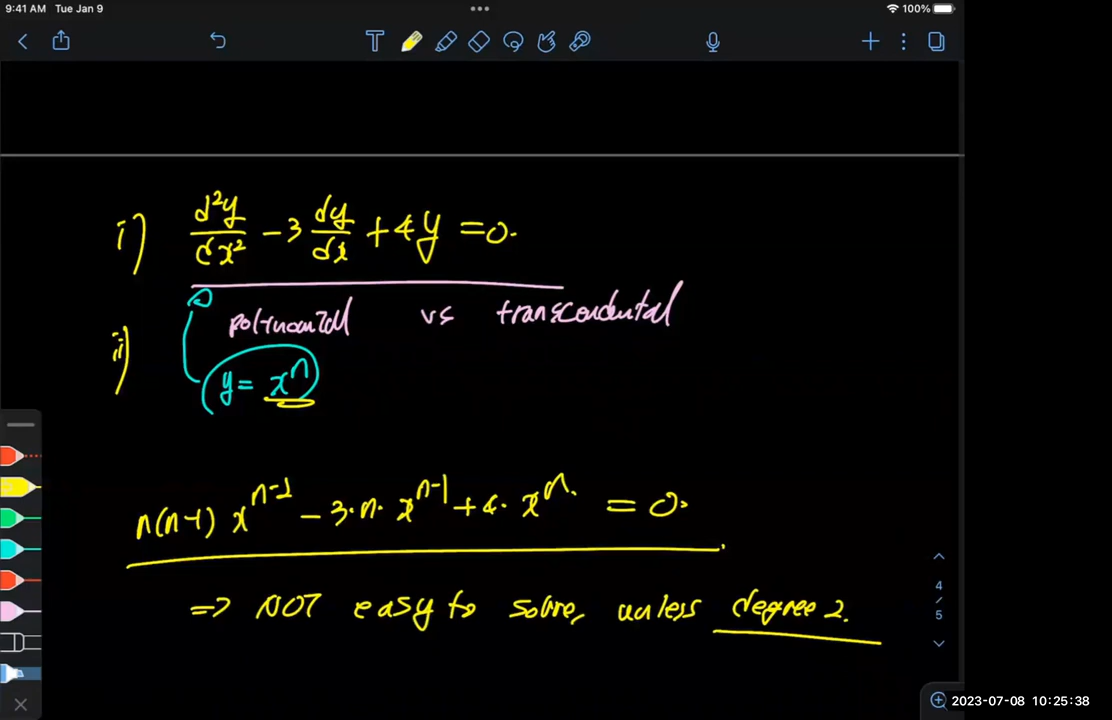 9:41 AM Tue Jan 9
100%
i) d²y/dx² - 3 dy/dx + 4y = 0.
polynomial vs transcendental
ii)
y = xⁿ
n(n-1) xⁿ⁻² - 3·n· xⁿ⁻¹ + 4· xⁿ. = 0.
=> NOT easy to solve, unless degree 2.
4
5
2023-07-08 10:25:38